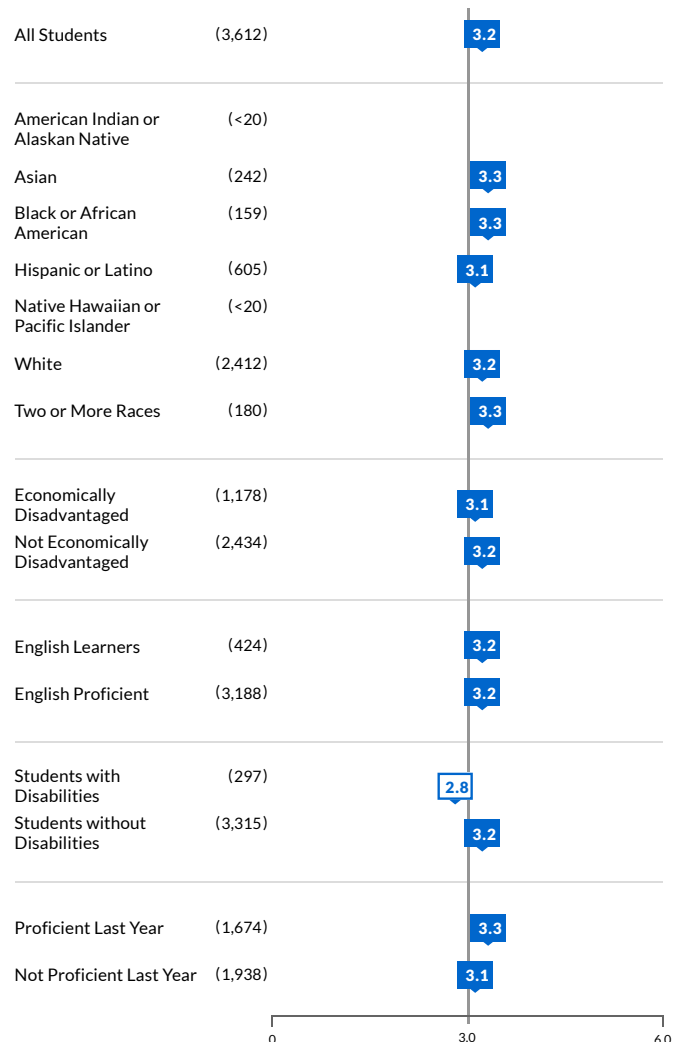 All Students (3,612) 3.2
American Indian or (<20)
Alaskan Native
Asian (242) 3.3
Black or African (159) 3.3
American
Hispanic or Latino (605) 3.1
Native Hawaiian or (<20)
Pacific Islander
White (2,412) 3.2
Two or More Races (180) 3.3
Economically (1,178) 3.1
Disadvantaged
Not Economically (2,434) 3.2
Disadvantaged
English Learners (424) 3.2
English Proficient (3,188) 3.2
Students with (297) 2.8
Disabilities
Students without (3,315) 3.2
Disabilities
Proficient Last Year (1,674) 3.3
Not Proficient Last Year (1,938) 3.1
0 3.0 6.0